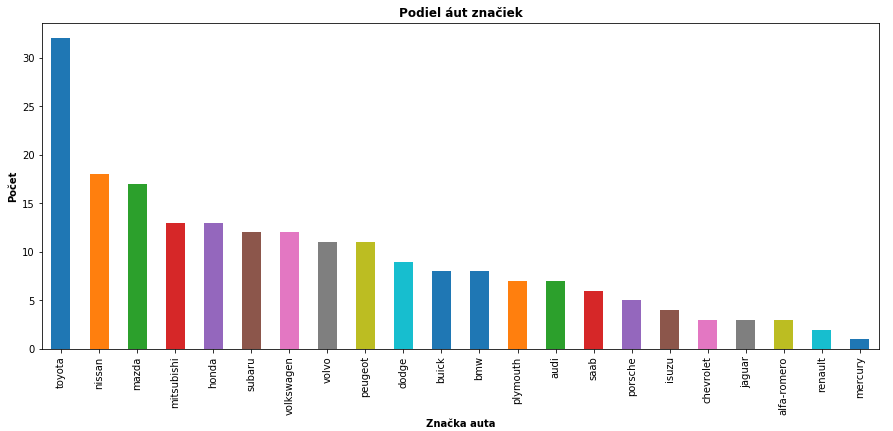 Podiel áut značiek
Počet
30
25
20
15
10
5
0
toyota
nissan
mazda
mitsubishi
honda
subaru
volkswagen
volvo
peugeot
dodge
buick
bmw
plymouth
audi
saab
porsche
isuzu
chevrolet
jaguar
alfa-romero
renault
mercury
Značka auta